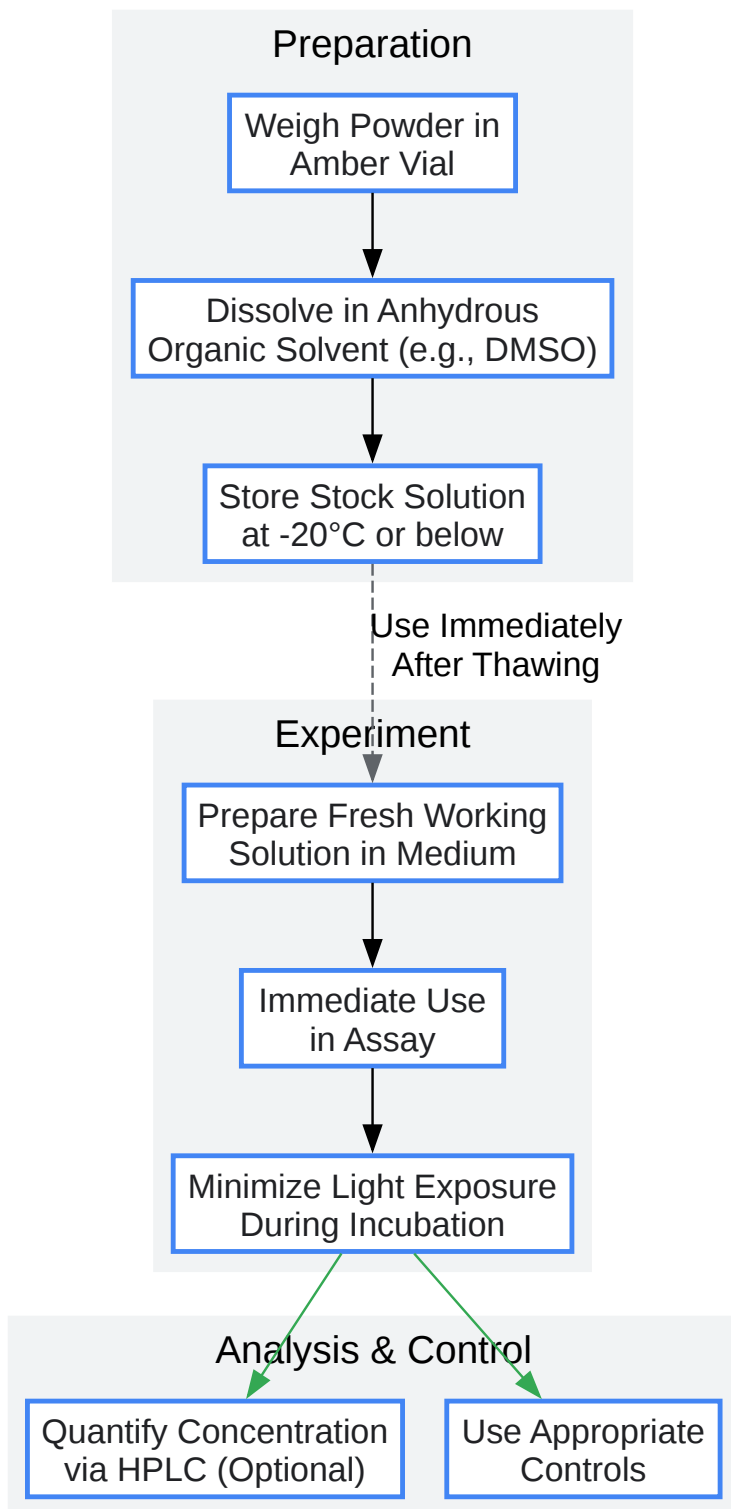 Preparation
Weigh Powder in
Amber Vial
Dissolve in Anhydrous
Organic Solvent (e.g., DMSO)
Store Stock Solution
at -20°C or below
Use Immediately
After Thawing
Experiment
Prepare Fresh Working
Solution in Medium
Immediate Use
in Assay
Minimize Light Exposure
During Incubation
Analysis & Control
Quantify Concentration
via HPLC (Optional)
Use Appropriate
Controls